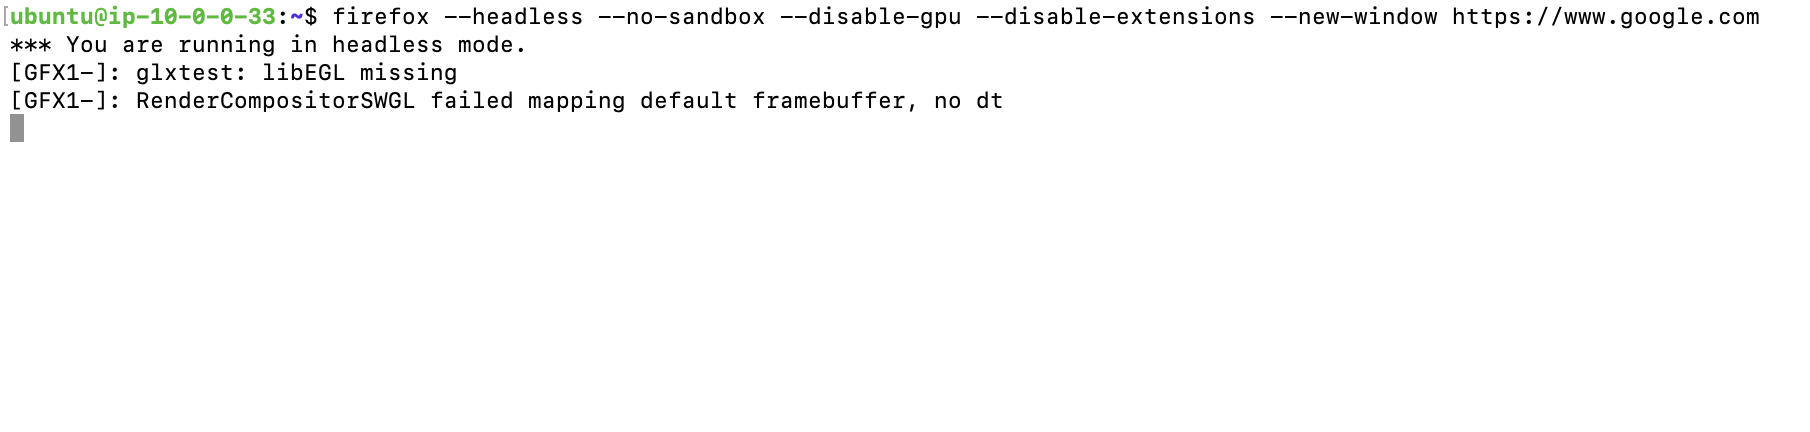 [ubuntu@ip-10-0-0-33:~$ firefox --headless --no-sandbox --disable-gpu --disable-extensions --new-window https://www.google.com
*** You are running in headless mode.
[GFX1-]: glxtest: libEGL missing
[GFX1-]: RenderCompositorSWGL failed mapping default framebuffer, no dt